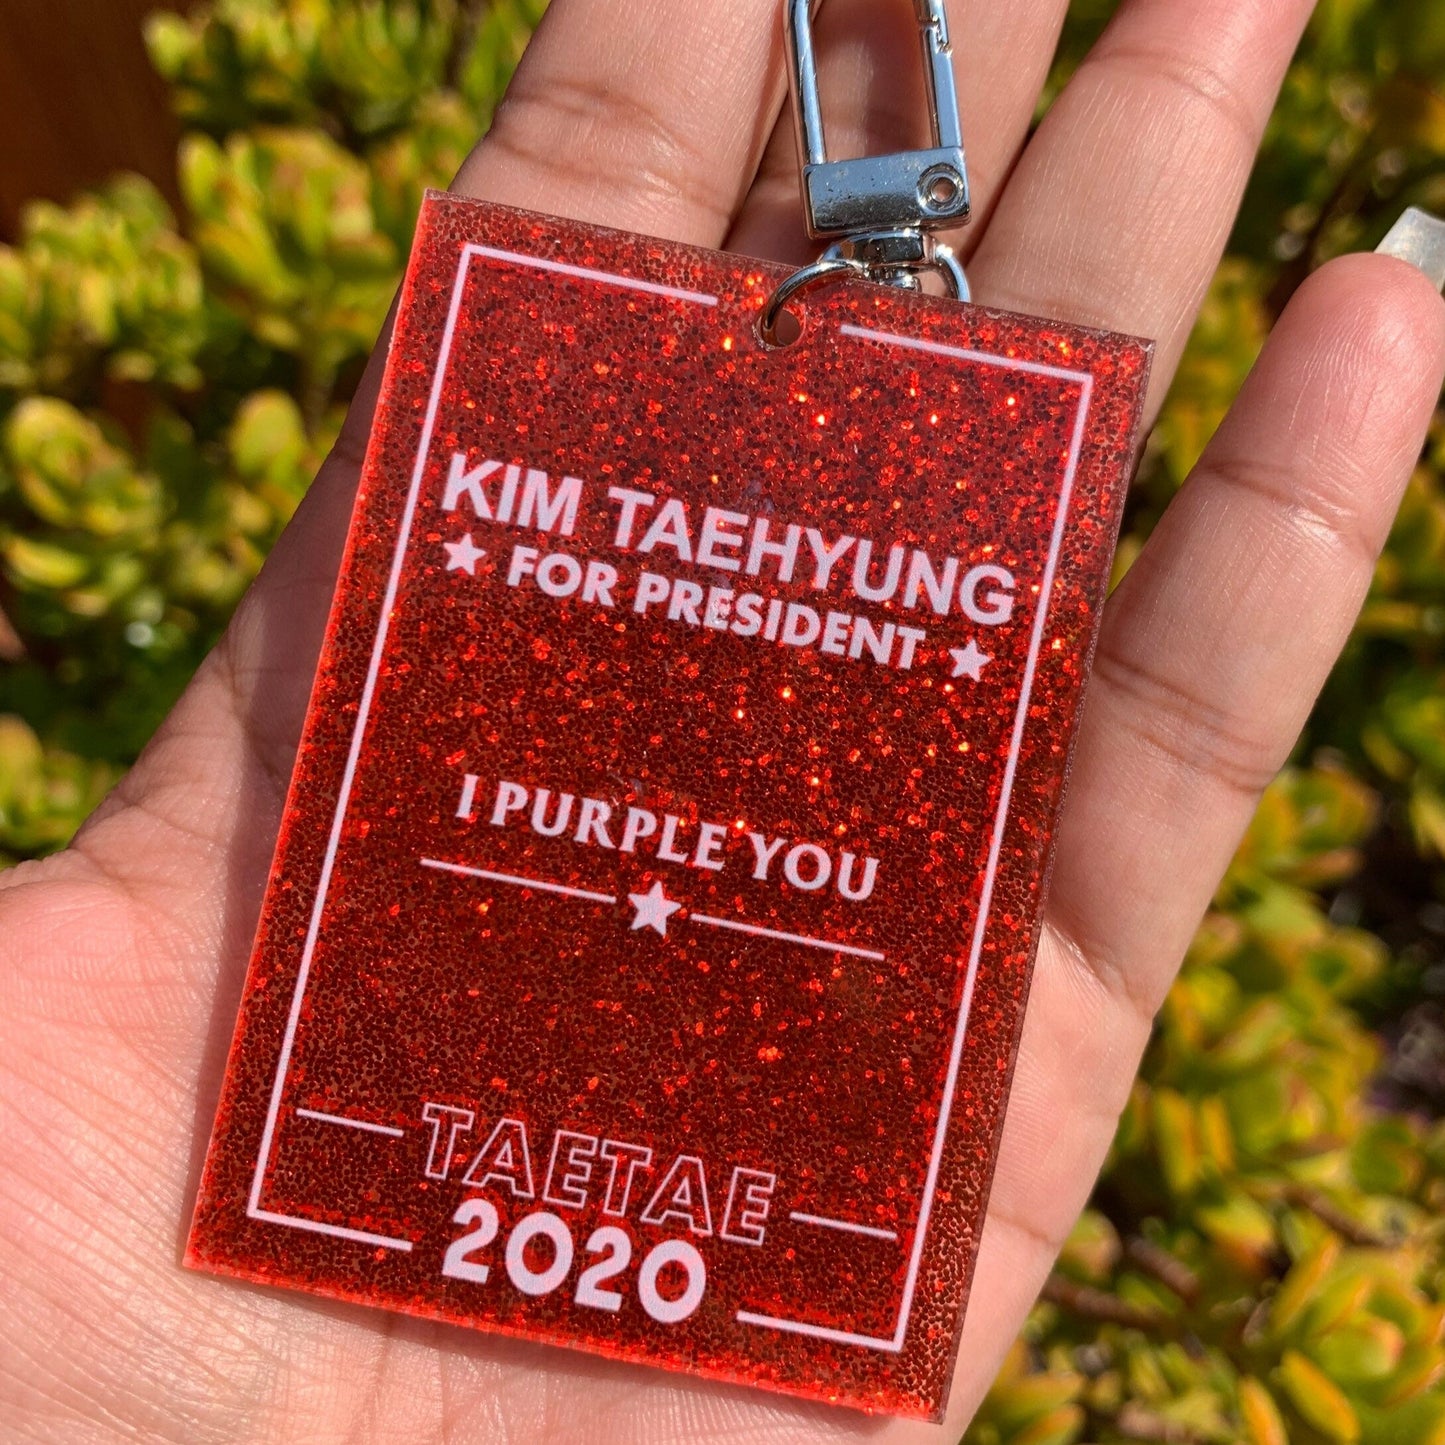 KIM TAEHYUNG
★ FOR PRESIDENT ★
I PURPLE YOU
TAETAE
2020